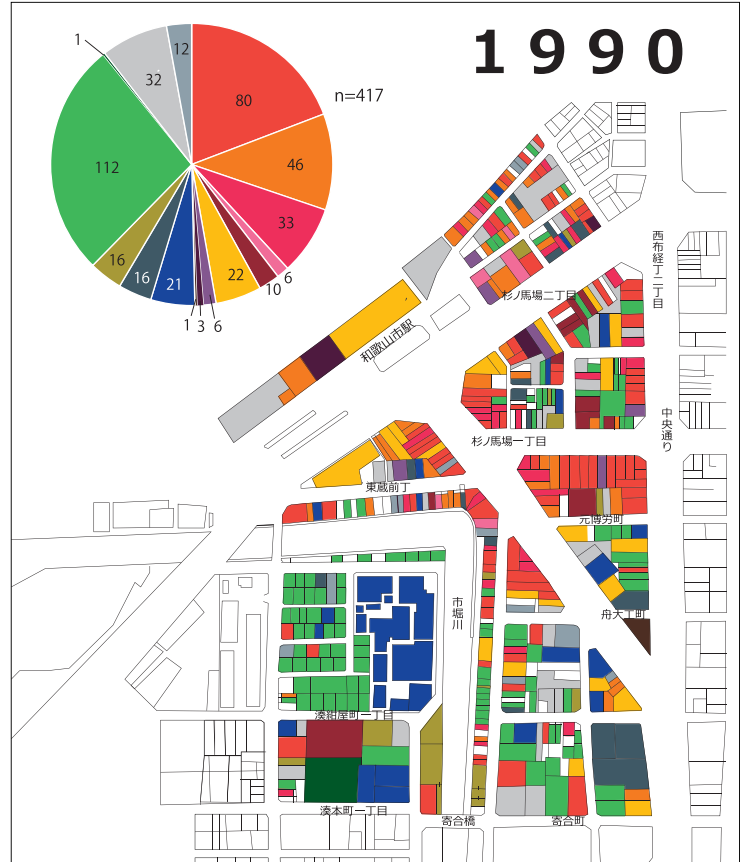 1990
n=417
1
32
12
80
46
33
6
10
22
6
3
1
21
16
16
112
西布経丁二丁目
杉ノ馬場二丁目
和歌山市駅
中央通り
杉ノ馬場一丁目
東蔵前丁
元博労町
市堀川
舟大工町
湊紺屋町一丁目
湊本町一丁目
寄合橋
寄合町